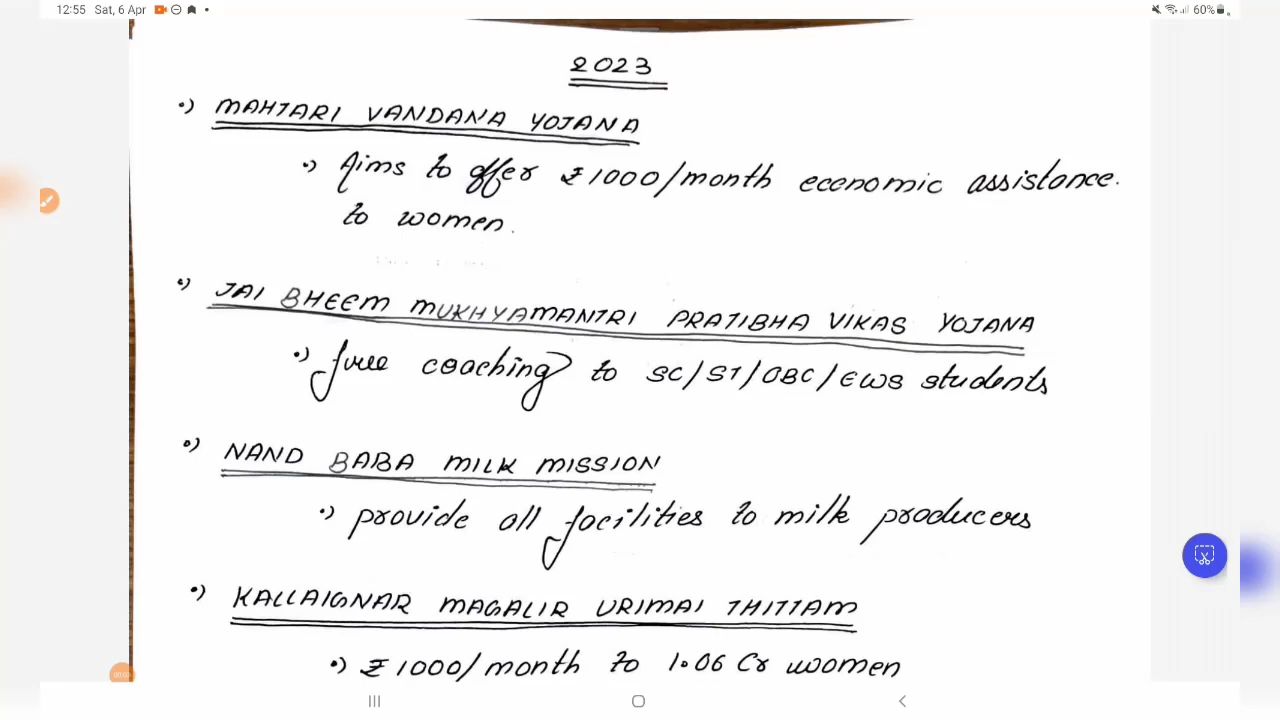 12:55 Sat, 6 Apr
60%
2023
•) MAHTARI VANDANA YOJANA
•) Aims to offer ₹1000/month economic assistance.
to women.
•) JAI BHEEM MUKHYAMANTRI PRATIBHA VIKAS YOJANA
•) free coaching to SC/ST/OBC/EWS students
•) NAND BABA MILK MISSION
•) provide all facilities to milk producers
•) KALLAIGNAR MAGALIR URIMAI THITTAM
•) ₹1000/month to 1.06 Cr women